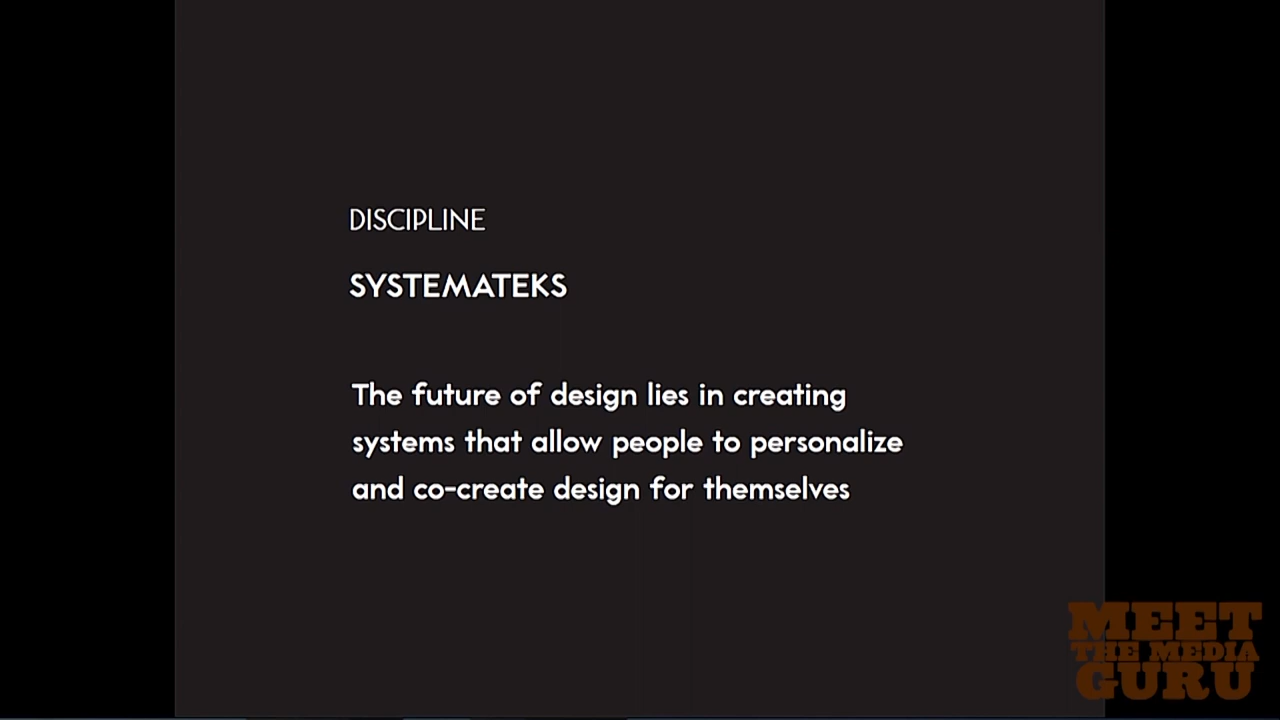 DISCIPLINE
SYSTEMATEKS
The future of design lies in creating
systems that allow people to personalize
and co-create design for themselves
MEET
THE MEDIA
GURU